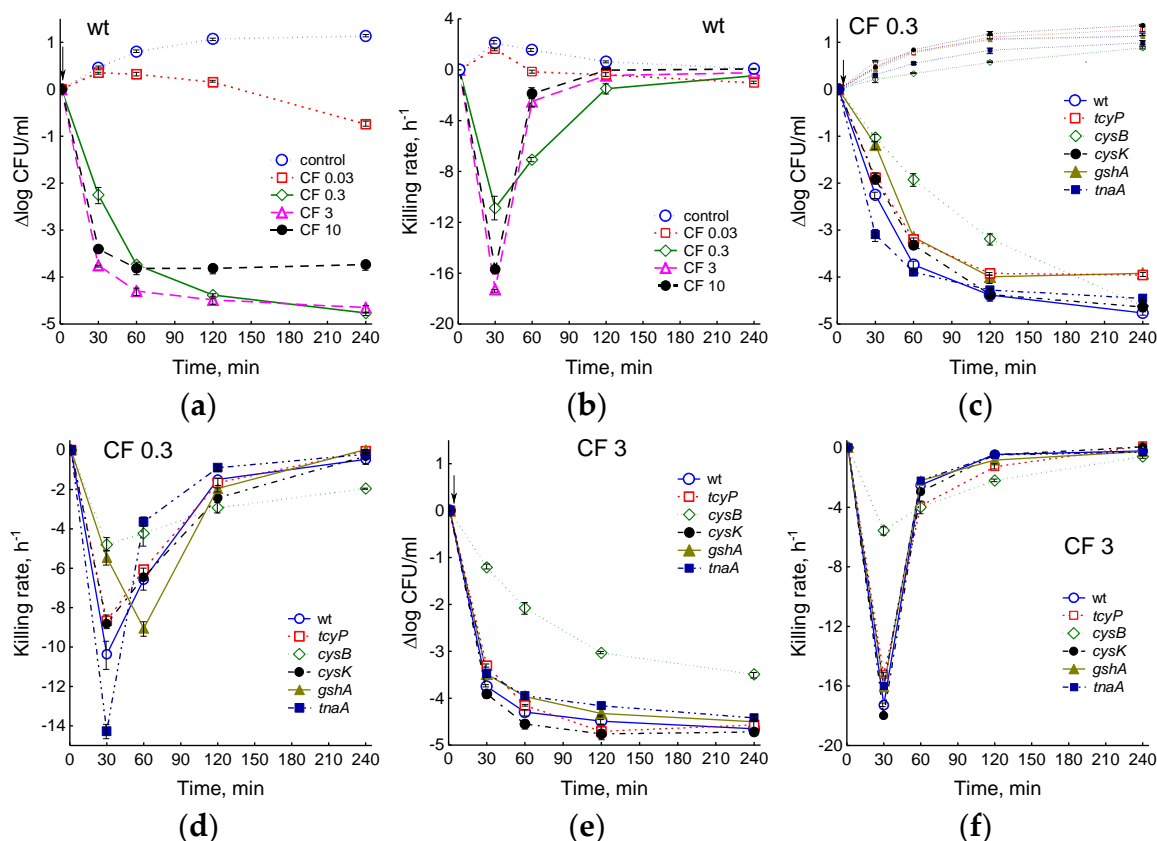 wt
1
0
-1
-2
-3
-4
-5
Δlog CFU/ml
control
CF 0.03
CF 0.3
CF 3
CF 10
0 30 60 90 120 150 180 210 240
Time, min
(a)
wt
4
0
-4
-8
-12
-16
-20
Killing rate, h⁻¹
control
CF 0.03
CF 0.3
CF 3
CF 10
0 30 60 90 120 150 180 210 240
Time, min
(b)
CF 0.3
1
0
-1
-2
-3
-4
-5
Δlog CFU/ml
wt
tcyP
cysB
cysK
gshA
tnaA
0 30 60 90 120 150 180 210 240
Time, min
(c)
CF 0.3
0
-2
-4
-6
-8
-10
-12
-14
Killing rate, h⁻¹
wt
tcyP
cysB
cysK
gshA
tnaA
0 30 60 90 120 150 180 210 240
Time, min
(d)
CF 3
1
0
-1
-2
-3
-4
-5
Δlog CFU/ml
wt
tcyP
cysB
cysK
gshA
tnaA
0 30 60 90 120 150 180 210 240
Time, min
(e)
0
-4
-8
-12
-16
-20
Killing rate, h⁻¹
CF 3
wt
tcyP
cysB
cysK
gshA
tnaA
0 30 60 90 120 150 180 210 240
Time, min
(f)